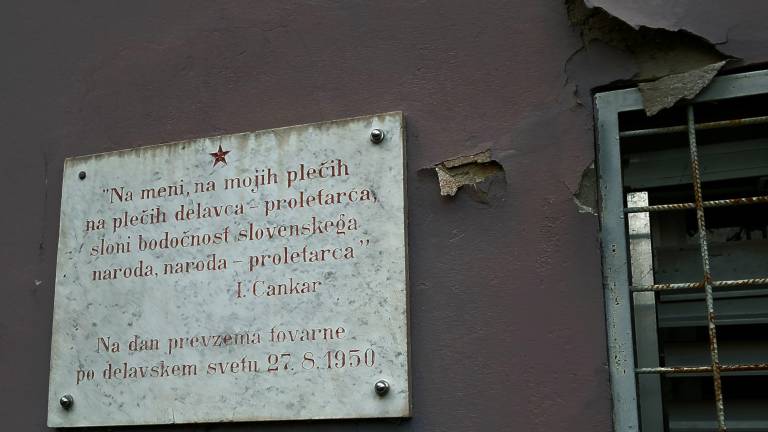 "Na meni, na mojih plečih
na plečih delavca - proletarca,
sloni bodočnost slovenskega
naroda, naroda - proletarca"
I. Cankar
Na dan prevzema tovarne
po delavskem svetu 27. 8. 1950